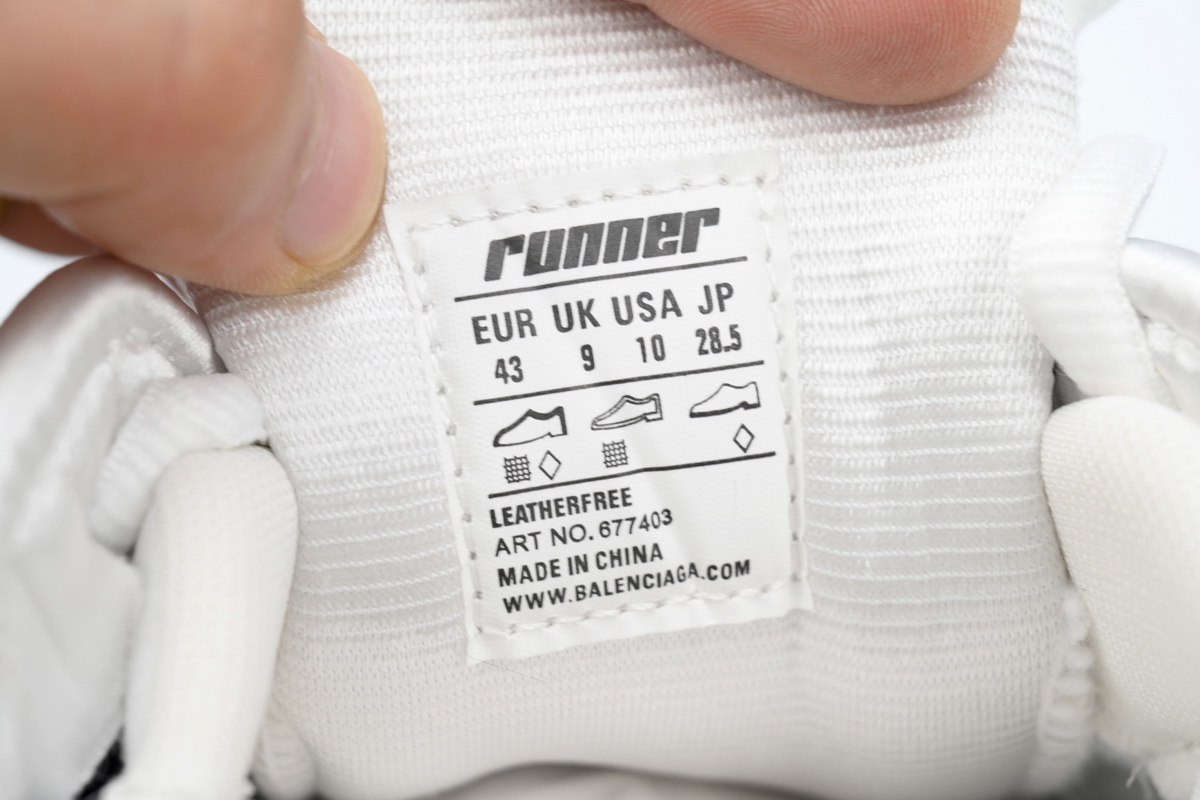 runner
EUR UK USA JP
43 9 10 28.5
LEATHERFREE
ART NO. 677403
MADE IN CHINA
WWW.BALENCIAGA.COM